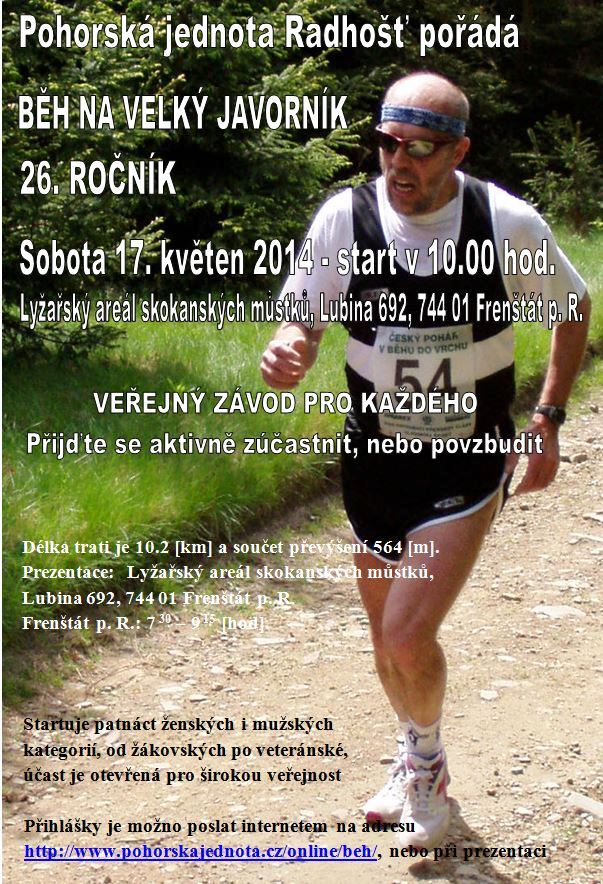 Pohorská jednota Radhošť pořádá
BĚH NA VELKÝ JAVORNÍK
26. ROČNÍK
Sobota 17. květen 2014 - start v 10.00 hod.
Lyžařský areál skokanských můstků, Lubina 692, 744 01 Frenštát p. R.
ČESKÝ POHÁR
V BĚHU DO VRCHU
54
VEŘEJNÝ ZÁVOD PRO KAŽDÉHO
Přijďte se aktivně zúčastnit, nebo povzbudit
Délka trati je 10.2 [km] a součet převýšení 564 [m].
Prezentace: Lyžařský areál skokanských můstků,
Lubina 692, 744 01 Frenštát p. R.
Frenštát p. R.: 7 30 – 9 15 [hod]
Startuje patnáct ženských i mužských
kategorií, od žákovských po veteránské,
účast je otevřená pro širokou veřejnost
Přihlášky je možno poslat internetem na adresu
http://www.pohorskajednota.cz/online/beh/, nebo při prezentaci